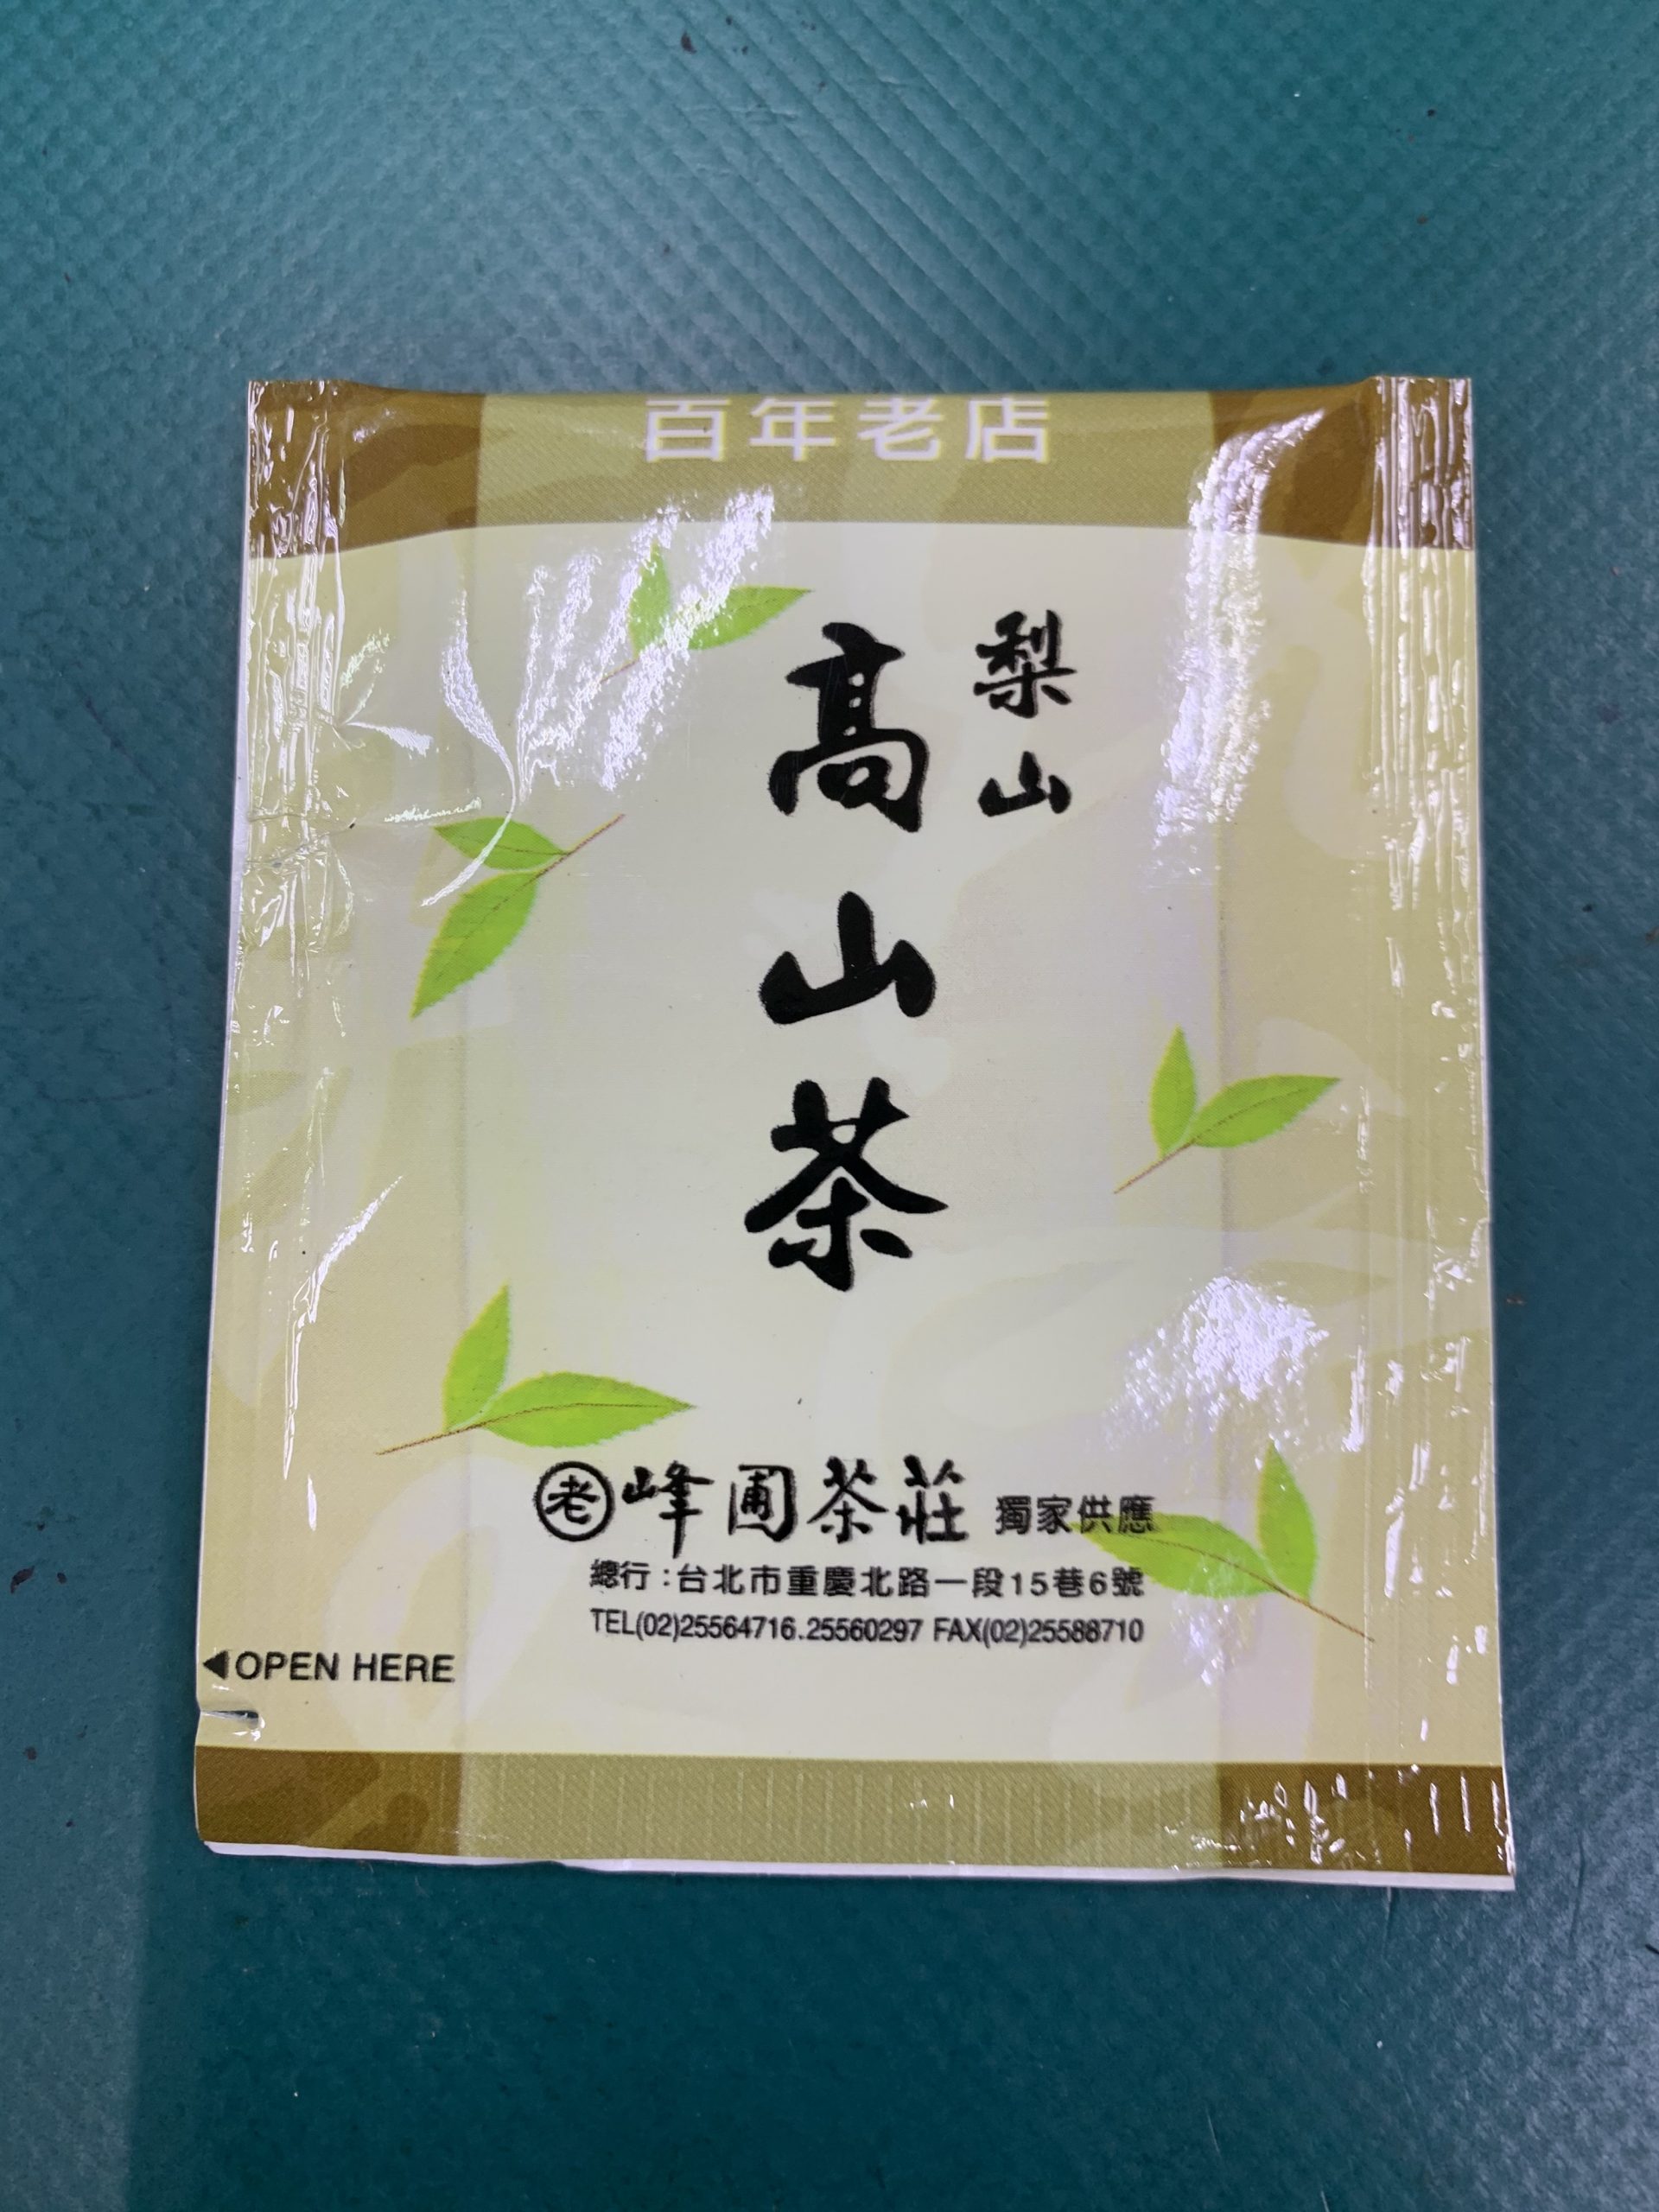 百年老店
梨山
高山茶
老峰圃茶莊 獨家供應
總行:台北市重慶北路一段15巷6號
TEL(02)25564716.25560297 FAX(02)25588710
◀OPEN HERE